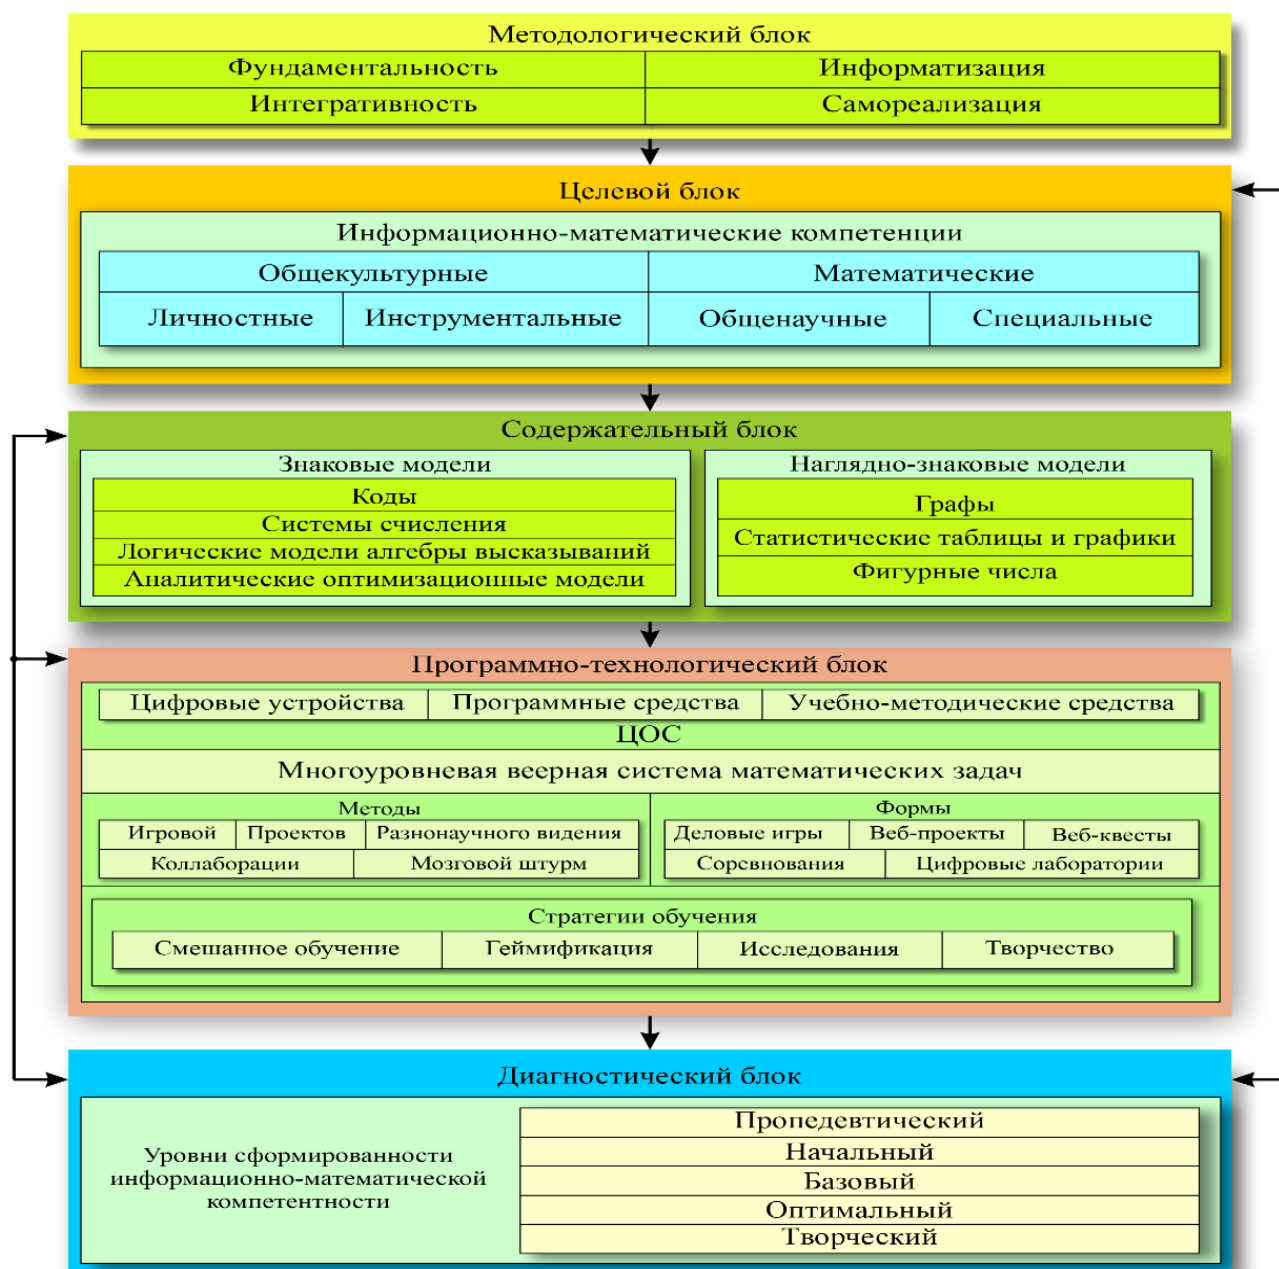 Методологический блок
Фундаментальность
Информатизация
Интегративность
Самореализация
Целевой блок
Информационно-математические компетенции
Общекультурные
Математические
Личностные
Инструментальные
Общенаучные
Специальные
Содержательный блок
Знаковые модели
Коды
Системы счисления
Логические модели алгебры высказываний
Аналитические оптимизационные модели
Наглядно-знаковые модели
Графы
Статистические таблицы и графики
Фигурные числа
Программно-технологический блок
Цифровые устройства
Программные средства
Учебно-методические средства
ЦОС
Многоуровневая веерная система математических задач
Методы
Игровой
Проектов
Разнонаучного видения
Коллаборации
Мозговой штурм
Формы
Деловые игры
Веб-проекты
Веб-квесты
Соревнования
Цифровые лаборатории
Стратегии обучения
Смешанное обучение
Геймификация
Исследования
Творчество
Диагностический блок
Уровни сформированности
информационно-математической
компетентности
Пропедевтический
Начальный
Базовый
Оптимальный
Творческий